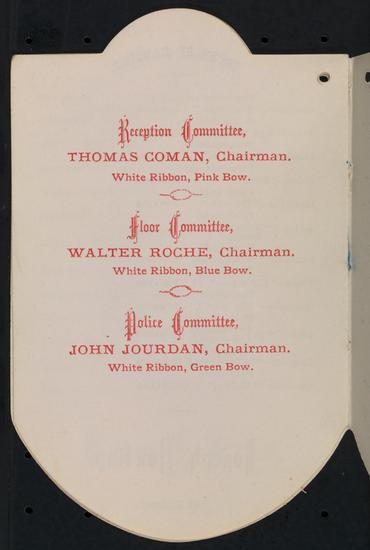 Reception Committee,
THOMAS COMAN, Chairman.
White Ribbon, Pink Bow.
Floor Committee,
WALTER ROCHE, Chairman.
White Ribbon, Blue Bow.
Police Committee,
JOHN JOURDAN, Chairman.
White Ribbon, Green Bow.